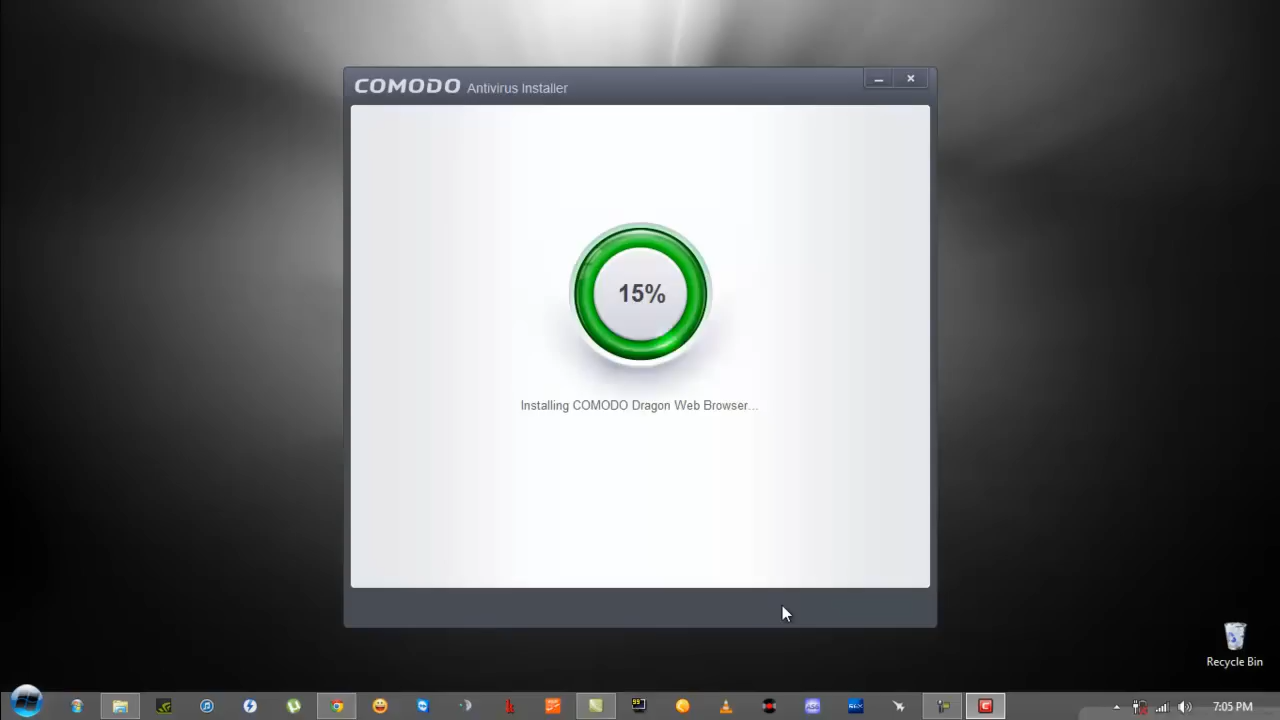 COMODO Antivirus Installer
15%
Installing COMODO Dragon Web Browser...
Recycle Bin
7:05 PM